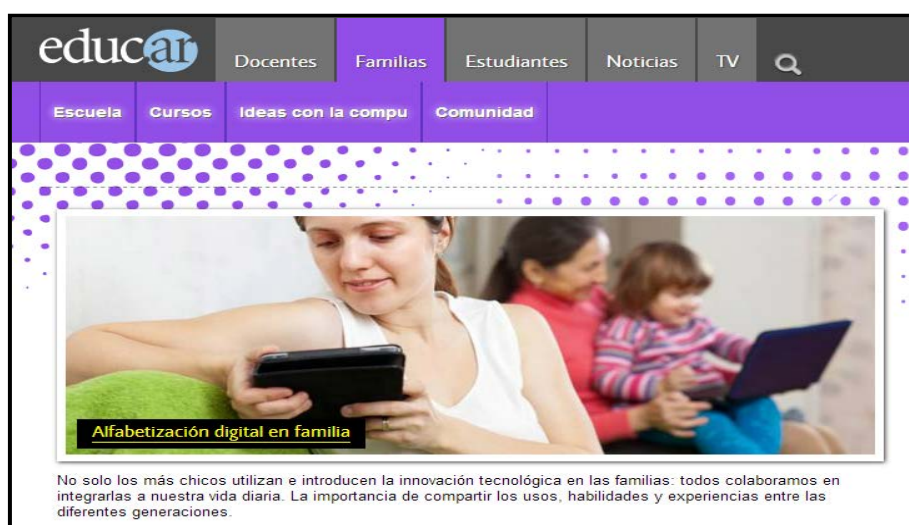 educar
Docentes Familias Estudiantes Noticias TV
Escuela Cursos Ideas con la compu Comunidad
Alfabetización digital en familia
No solo los más chicos utilizan e introducen la innovación tecnológica en las familias: todos colaboramos en
integrarlas a nuestra vida diaria. La importancia de compartir los usos, habilidades y experiencias entre las
diferentes generaciones.